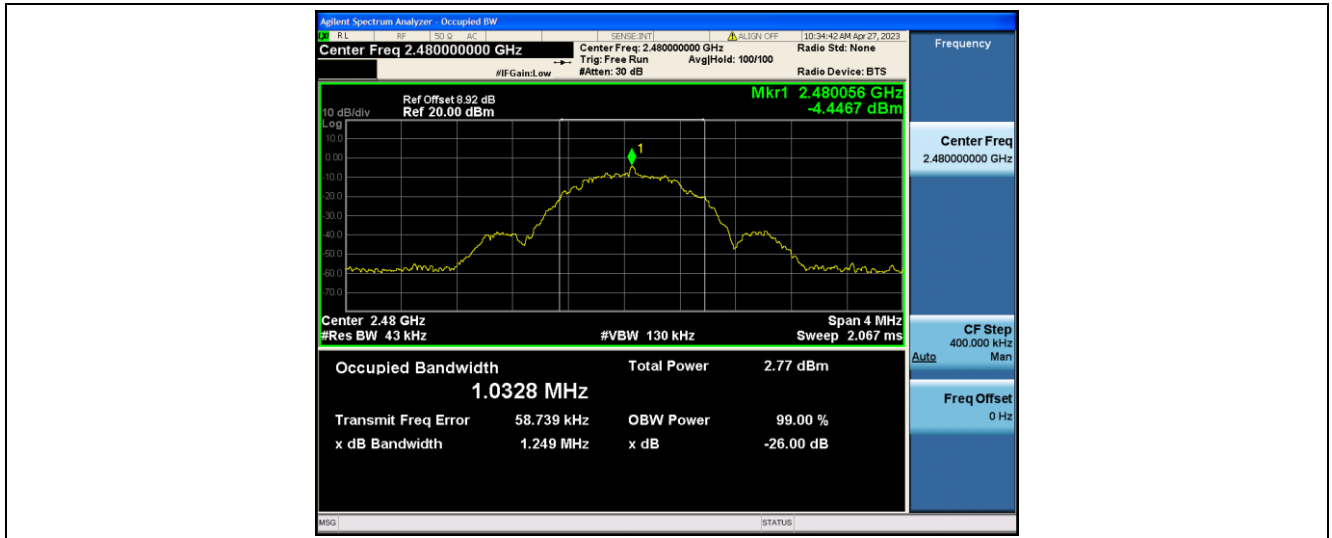 Agilent Spectrum Analyzer - Occupied BW
RL RF 50 Ω AC SENSE:INT ALIGN OFF 10:34:42 AM Apr 27, 2023
Center Freq 2.480000000 GHz Center Freq: 2.480000000 GHz Radio Std: None
Trig: Free Run Avg|Hold: 100/100
#IFGain:Low #Atten: 30 dB Radio Device: BTS
Frequency
Mkr1 2.480056 GHz
-4.4467 dBm
Ref Offset 8.92 dB
10 dB/div Ref 20.00 dBm
Log
10.0
0.00
-10.0
-20.0
-30.0
-40.0
-50.0
-60.0
-70.0
1
Center 2.48 GHz Span 4 MHz
#Res BW 43 kHz #VBW 130 kHz Sweep 2.067 ms
Occupied Bandwidth Total Power 2.77 dBm
1.0328 MHz
Transmit Freq Error 58.739 kHz OBW Power 99.00 %
x dB Bandwidth 1.249 MHz x dB -26.00 dB
Center Freq
2.480000000 GHz
CF Step
400.000 kHz
Auto Man
Freq Offset
0 Hz
MSG STATUS